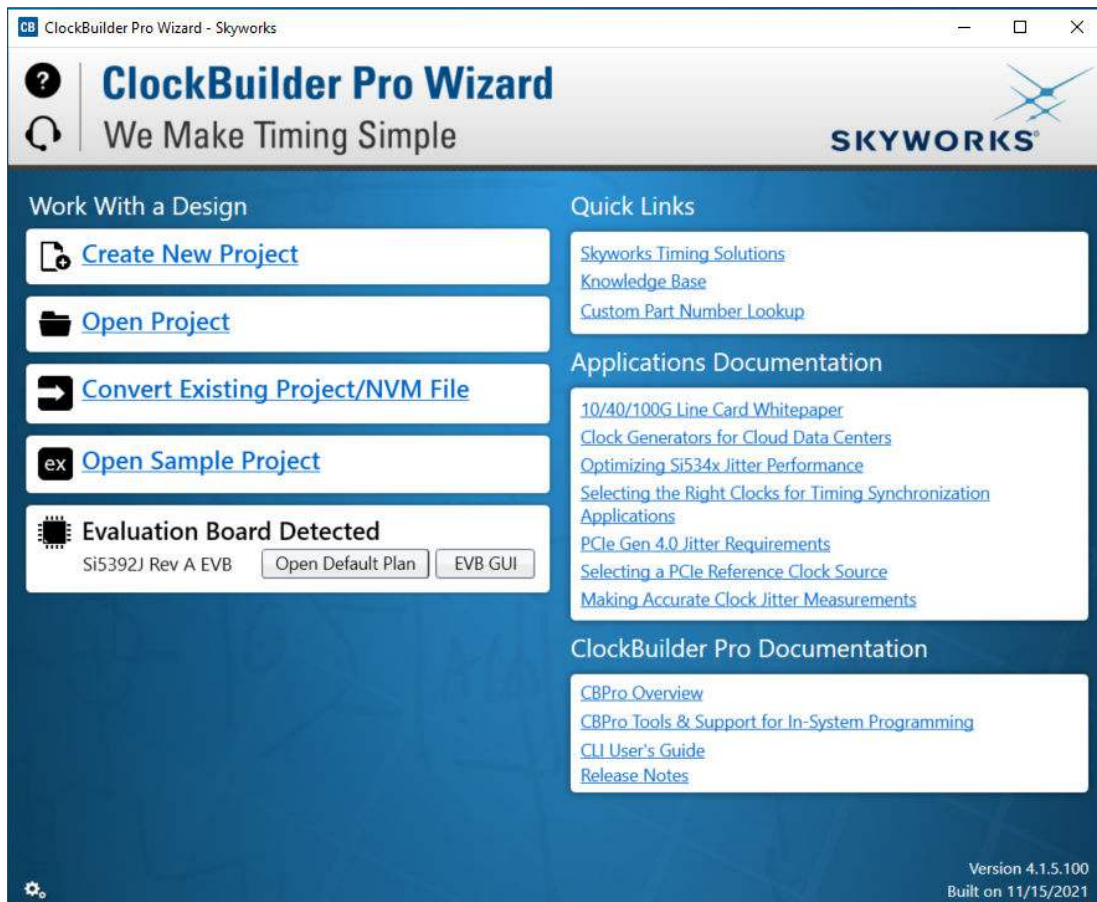 CB ClockBuilder Pro Wizard - Skyworks
?
ClockBuilder Pro Wizard
We Make Timing Simple
SKYWORKS®
Work With a Design
Create New Project
Open Project
Convert Existing Project/NVM File
ex Open Sample Project
Evaluation Board Detected
Si5392J Rev A EVB Open Default Plan EVB GUI
Quick Links
Skyworks Timing Solutions
Knowledge Base
Custom Part Number Lookup
Applications Documentation
10/40/100G Line Card Whitepaper
Clock Generators for Cloud Data Centers
Optimizing Si534x Jitter Performance
Selecting the Right Clocks for Timing Synchronization
Applications
PCIe Gen 4.0 Jitter Requirements
Selecting a PCIe Reference Clock Source
Making Accurate Clock Jitter Measurements
ClockBuilder Pro Documentation
CBPro Overview
CBPro Tools & Support for In-System Programming
CLI User's Guide
Release Notes
Version 4.1.5.100
Built on 11/15/2021